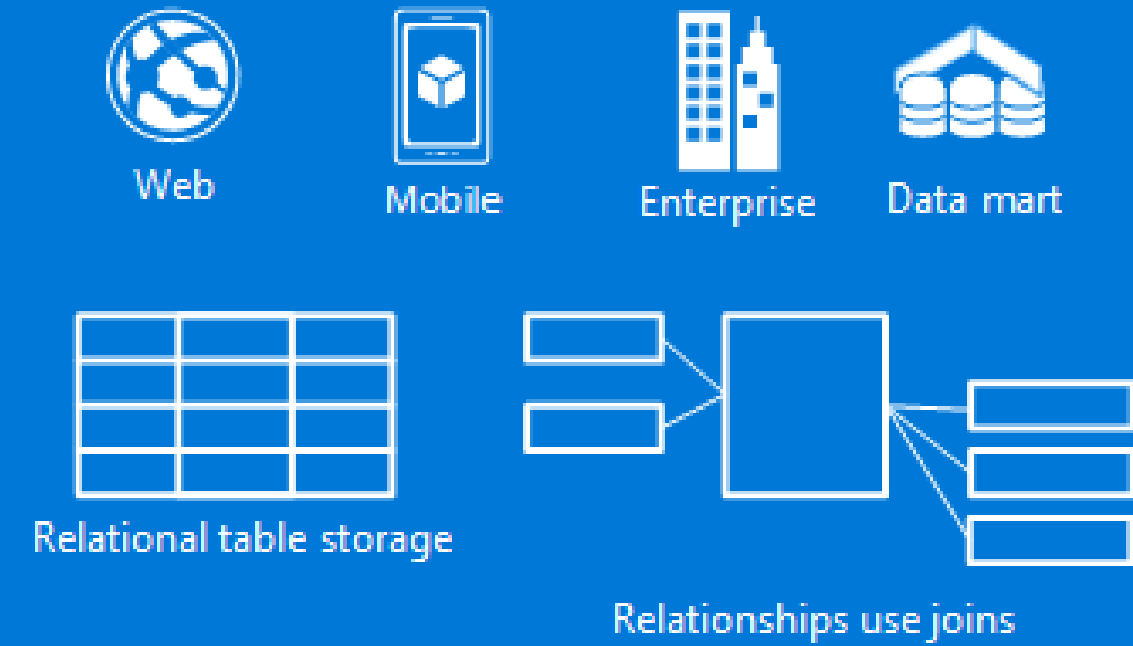 Web
Mobile
Enterprise
Data mart
Relational table storage
Relationships use joins